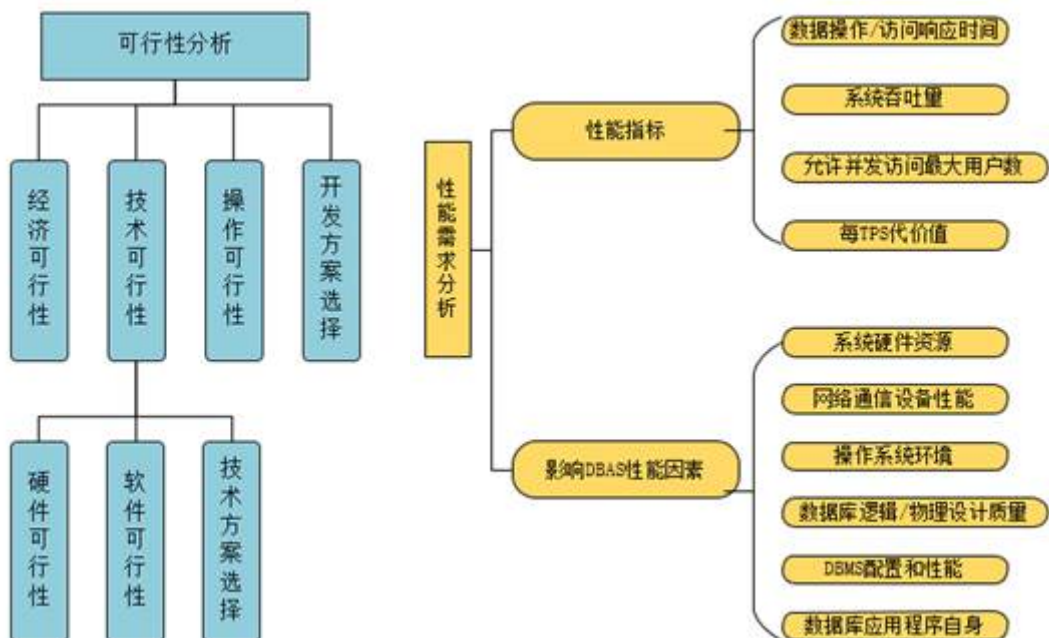 可行性分析
经济可行性
技术可行性
操作可行性
开发方案选择
硬件可行性
软件可行性
技术方案选择
性能需求分析
性能指标
数据操作/访问响应时间
系统吞吐量
允许并发访问最大用户数
每TPS代价值
影响DBAS性能因素
系统硬件资源
网络通信设备性能
操作系统环境
数据库逻辑/物理设计质量
DBMS配置和性能
数据库应用程序自身